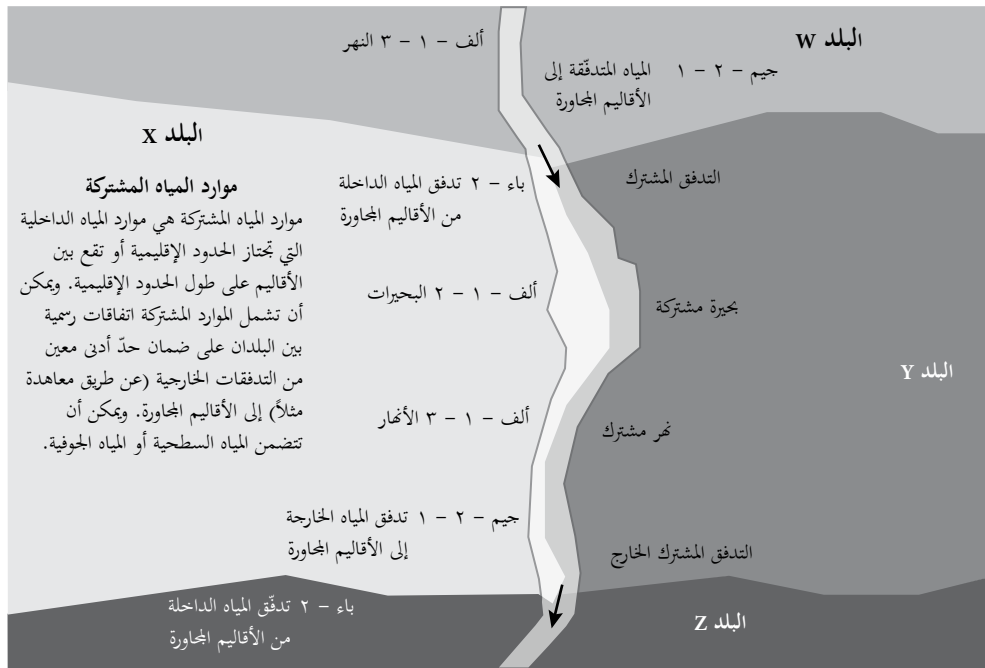 البلد W
جيم – ٢ – ١ المياه المتدفّقة إلى
الأقاليم المجاورة
ألف – ١ – ٣ النهر
البلد X
موارد المياه المشتركة
موارد المياه المشتركة هي موارد المياه الداخلية
التي تجتاز الحدود الإقليمية أو تقع بين
الأقاليم على طول الحدود الإقليمية. ويمكن
أن تشمل الموارد المشتركة اتفاقات رسمية
بين البلدان على ضمان حدّ أدنى معين
من التدفقات الخارجية (عن طريق معاهدة
مثلاً) إلى الأقاليم المجاورة. ويمكن أن
تتضمن المياه السطحية أو المياه الجوفية.
التدفق المشترك
باء – ٢ تدفق المياه الداخلة
من الأقاليم المجاورة
بحيرة مشتركة
ألف – ١ – ٢ البحيرات
البلد Y
نهر مشترك
ألف – ١ – ٣ الأنهار
التدفق المشترك الخارج
جيم – ٢ – ١ تدفق المياه الخارجة
إلى الأقاليم المجاورة
البلد Z
باء – ٢ تدفّق المياه الداخلة
من الأقاليم المجاورة